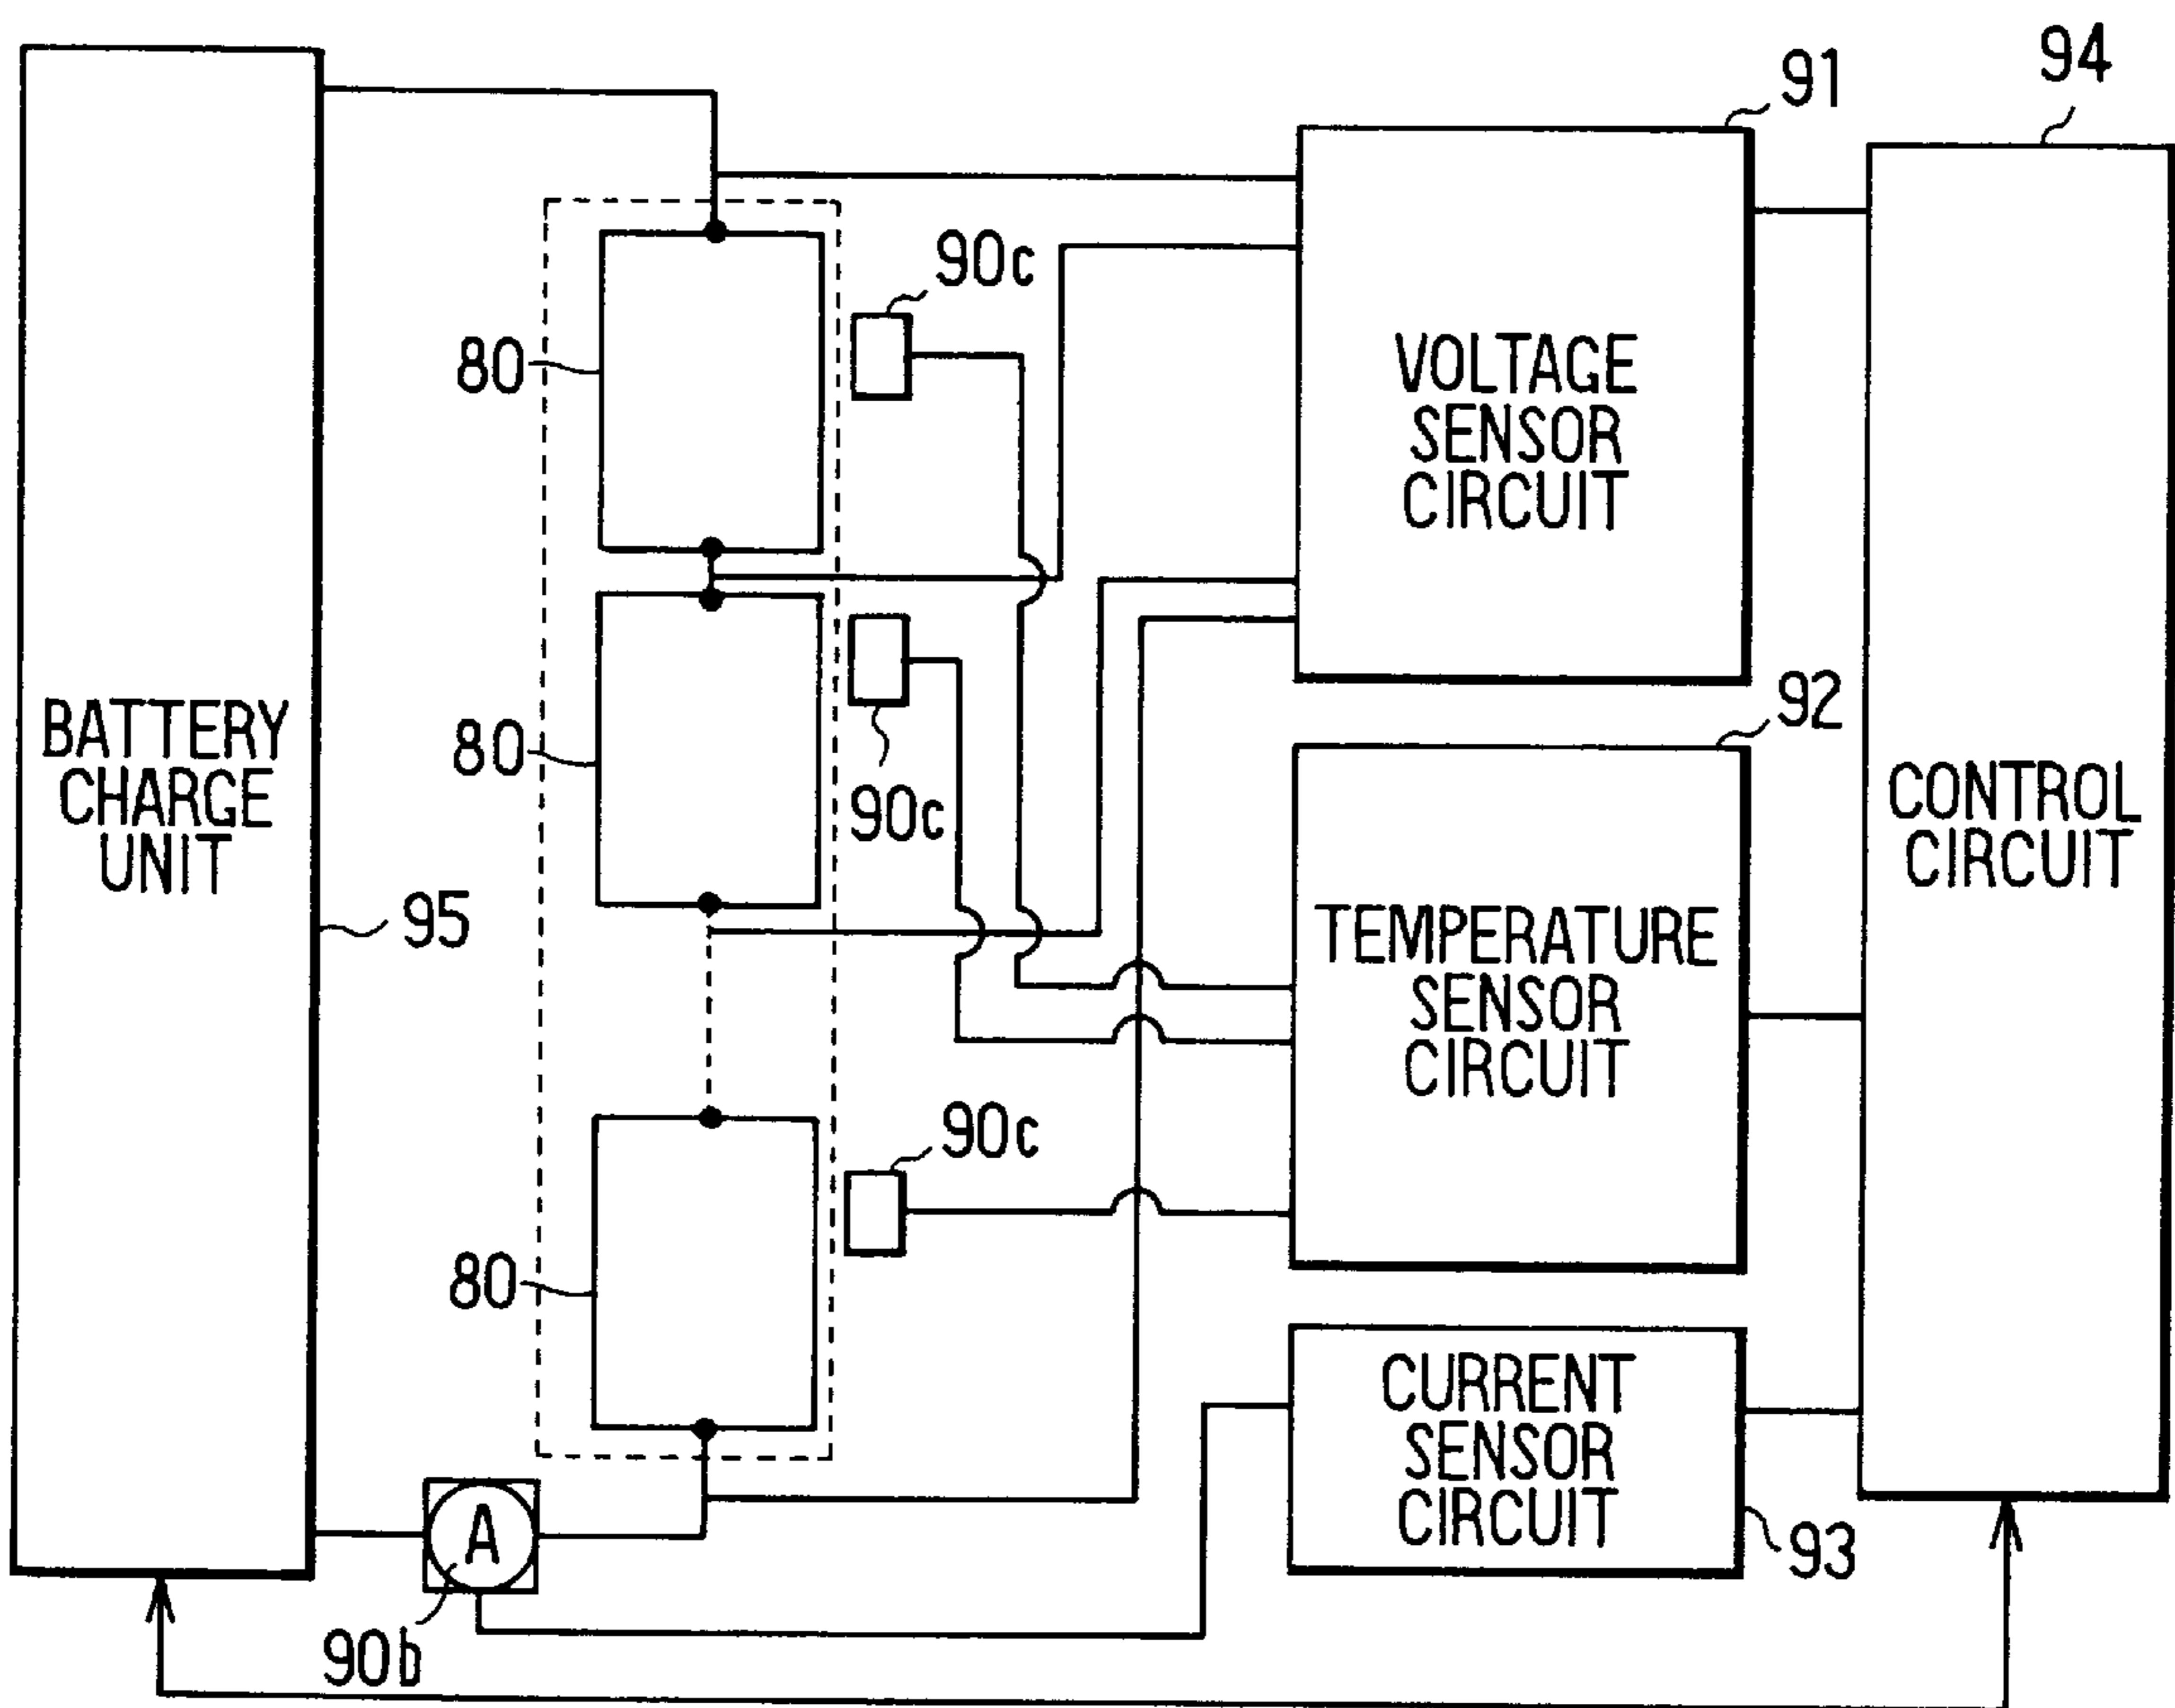 94
91
90c
80
VOLTAGE
SENSOR
CIRCUIT
92
80
90c
BATTERY
CHARGE
UNIT
95
CONTROL
CIRCUIT
TEMPERATURE
SENSOR
CIRCUIT
90c
80
CURRENT
SENSOR
CIRCUIT
93
A
90b